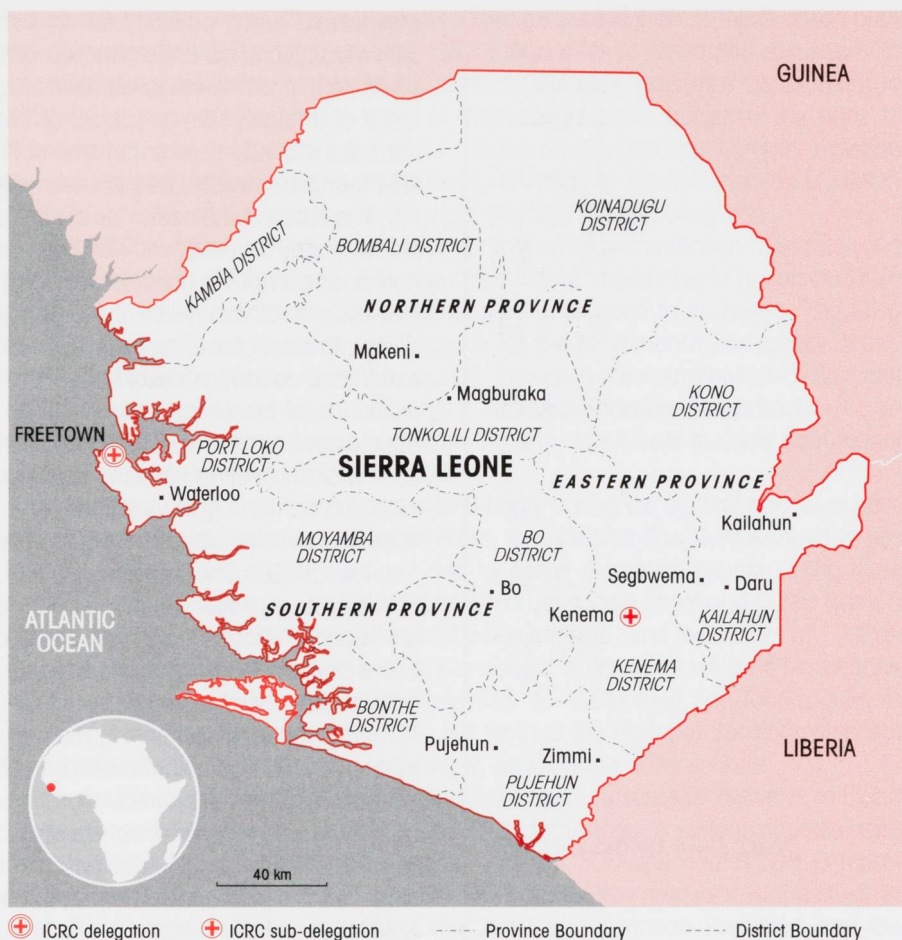 GUINEA
KOINADUGU
DISTRICT
BOMBALI DISTRICT
KAMBIA DISTRICT
NORTHERN PROVINCE
Makeni
Magburaka
KONO
DISTRICT
TONKOLILI DISTRICT
FREETOWN
PORT LOKO
DISTRICT
SIERRA LEONE
EASTERN PROVINCE
Waterloo
Kailahun
MOYAMBA
DISTRICT
BO
DISTRICT
Segbwema
Daru
Bo
SOUTHERN PROVINCE
Kenema
KAILAHUN
DISTRICT
ATLANTIC
OCEAN
KENEMA
DISTRICT
BONTHE
DISTRICT
Pujehun
Zimmi
LIBERIA
PUJEHUN
DISTRICT
40 km
ICRC delegation ICRC sub-delegation Province Boundary District Boundary